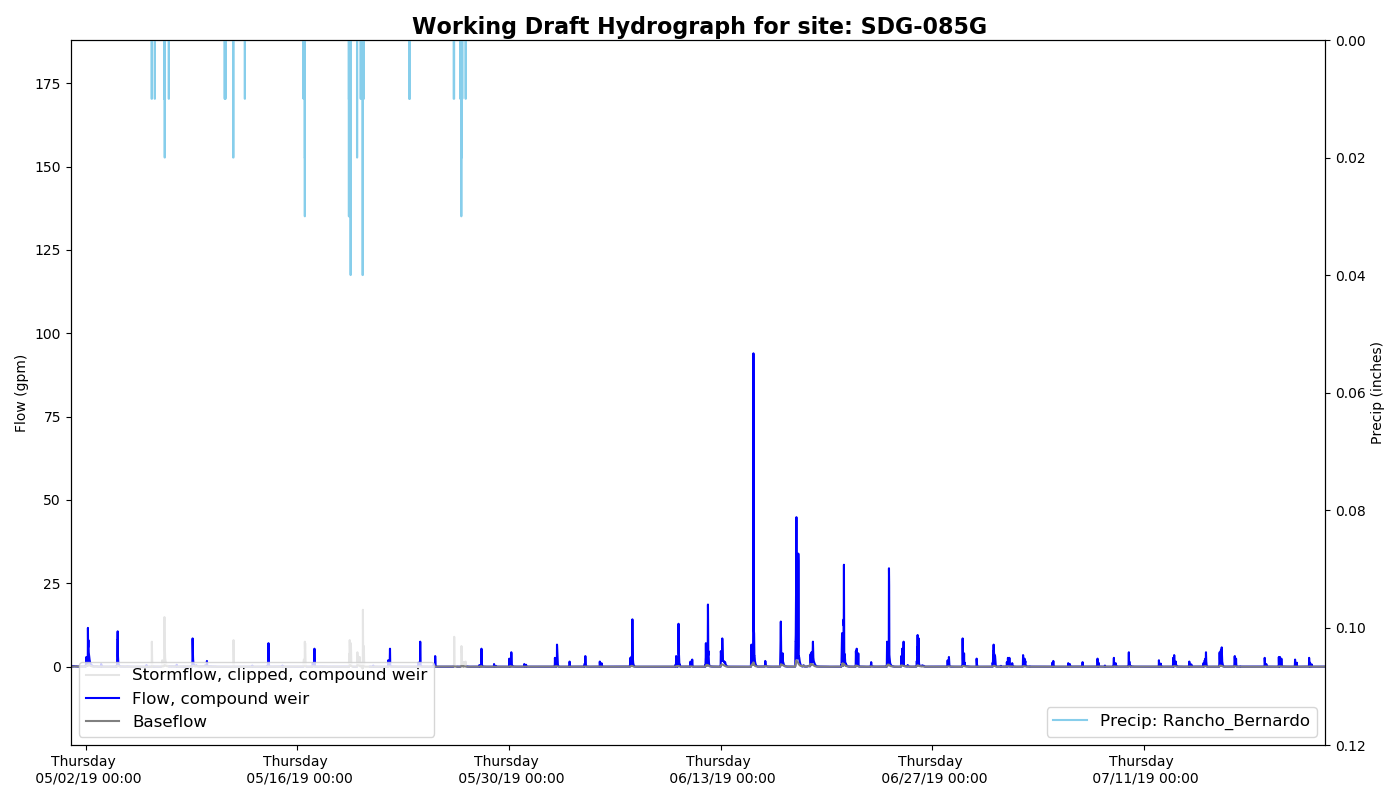 Working Draft Hydrograph for site: SDG-085G
175
150
125
100
75
50
25
0
Flow (gpm)
0.00
0.02
0.04
0.06
0.08
0.10
0.12
Precip (inches)
Stormflow, clipped, compound weir
Flow, compound weir
Baseflow
Precip: Rancho_Bernardo
Thursday
05/02/19 00:00
Thursday
05/16/19 00:00
Thursday
05/30/19 00:00
Thursday
06/13/19 00:00
Thursday
06/27/19 00:00
Thursday
07/11/19 00:00